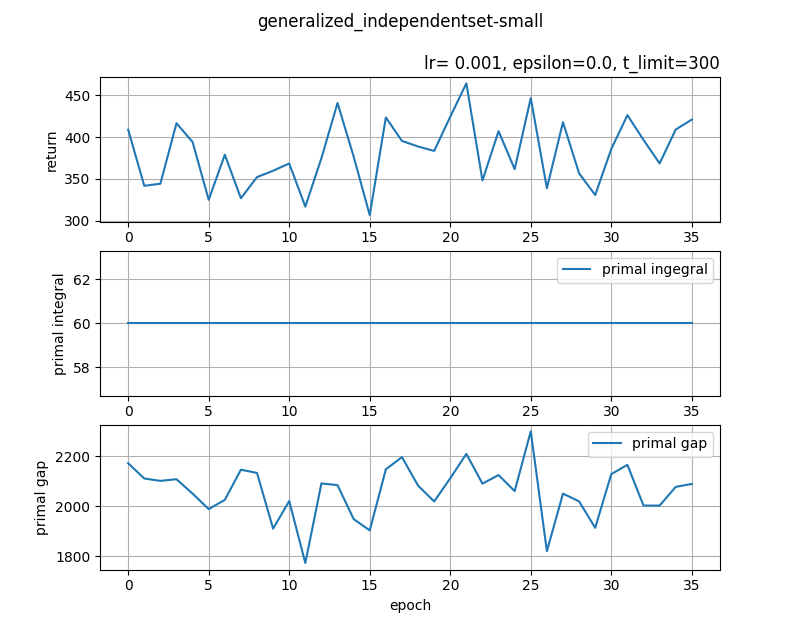 generalized_independentset-small
lr= 0.001, epsilon=0.0, t_limit=300
450
400
350
300
return
0 5 10 15 20 25 30 35
62
60
58
primal integral
primal ingegral
0 5 10 15 20 25 30 35
2200
2000
1800
primal gap
primal gap
0 5 10 15 20 25 30 35
epoch